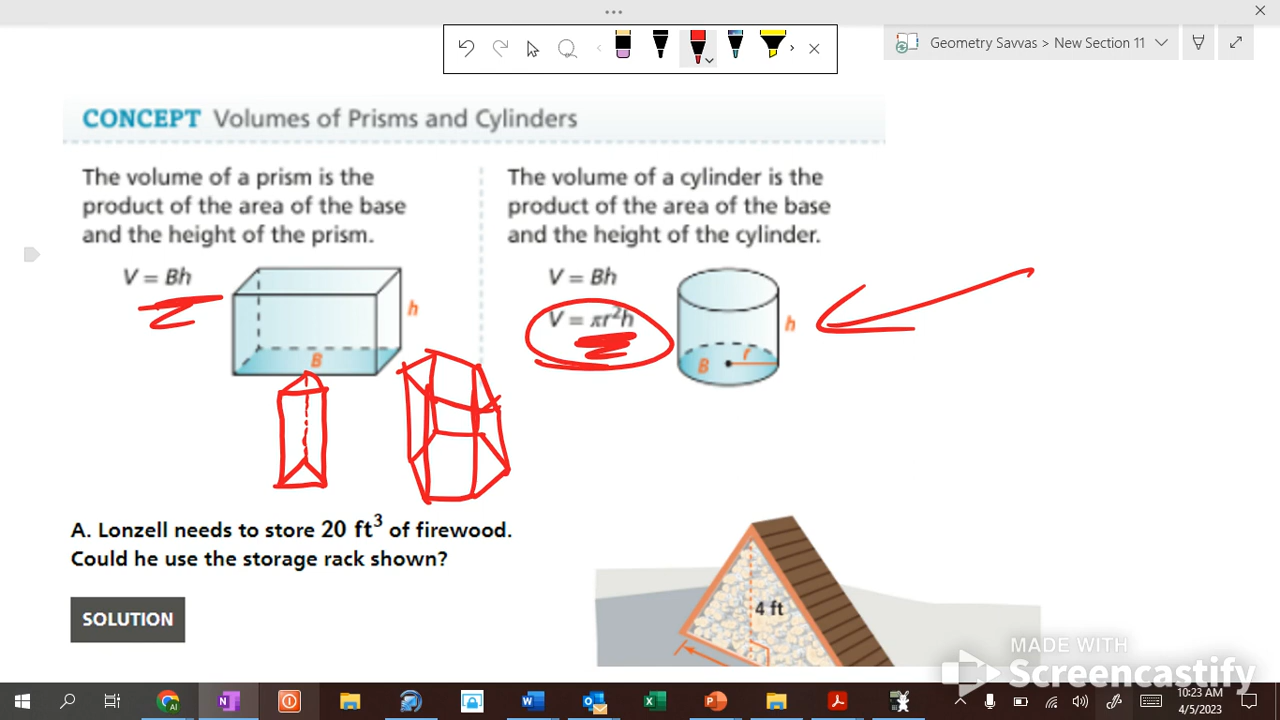 Geometry Savvas > New Section 11
CONCEPT Volumes of Prisms and Cylinders
The volume of a prism is the
product of the area of the base
and the height of the prism.
V = Bh
h
B
The volume of a cylinder is the
product of the area of the base
and the height of the cylinder.
V = Bh
V = πr²h
h
r
B
A. Lonzell needs to store 20 ft³ of firewood.
Could he use the storage rack shown?
SOLUTION
4 ft
MADE WITH
Screencastify
10:23 AM
4/5/2023